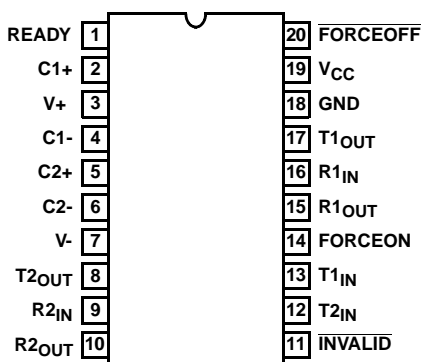 READY 1 20 FORCEOFF
C1+ 2 19 VCC
V+ 3 18 GND
C1- 4 17 T1OUT
C2+ 5 16 R1IN
C2- 6 15 R1OUT
V- 7 14 FORCEON
T2OUT 8 13 T1IN
R2IN 9 12 T2IN
R2OUT 10 11 INVALID